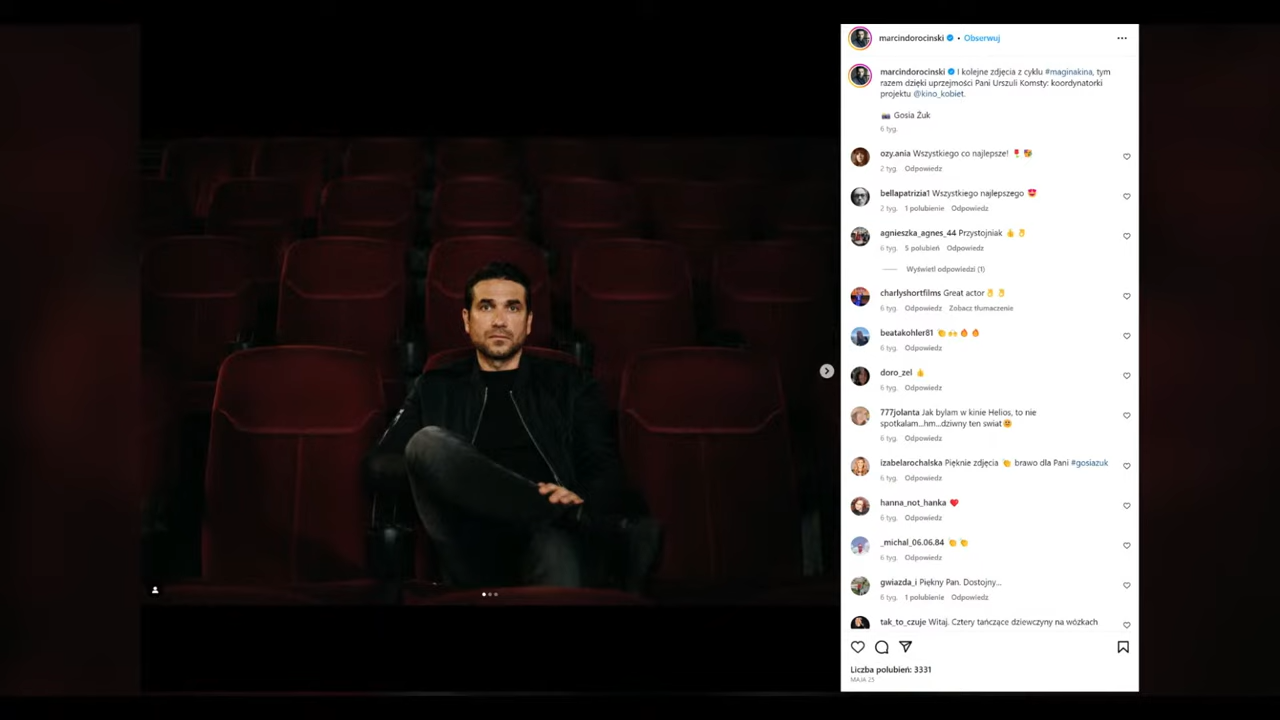 marcindorocinski • Obserwuj
marcindorocinski I kolejne zdjęcia z cyklu #maginakina, tym
razem dzięki uprzejmości Pani Urszuli Komsty: koordynatorki
projektu @kino_kobiet.
Gosia Żuk
6 tyg.
ozy.ania Wszystkiego co najlepsze! 🌹
2 tyg. Odpowiedz
bellapatrizia1 Wszystkiego najlepszego 🥰
2 tyg. 1 polubienie Odpowiedz
agnieszka_agnes_44 Przystojniak 👍👌
6 tyg. 5 polubień Odpowiedz
Wyświetl odpowiedzi (1)
charlyshortfilms Great actor👌👌
6 tyg. Odpowiedz Zobacz tłumaczenie
beatakohler81 👏🙌🔥🔥
6 tyg. Odpowiedz
doro_zel 👍
6 tyg. Odpowiedz
777jolanta Jak bylam w kinie Helios, to nie
spotkalam...hm...dziwny ten swiat
6 tyg. Odpowiedz
izabelarochalska Pięknie zdjęcia 👏 brawo dla Pani #gosiazuk
6 tyg. Odpowiedz
hanna_not_hanka ❤️
6 tyg. Odpowiedz
_michal_06.06.84 👏👏
6 tyg. Odpowiedz
gwiazda_i Piękny Pan. Dostojny...
6 tyg. 1 polubienie Odpowiedz
tak_to_czuje Witaj. Cztery tańczące dziewczyny na wózkach
Liczba polubień: 3331
MAJA 25